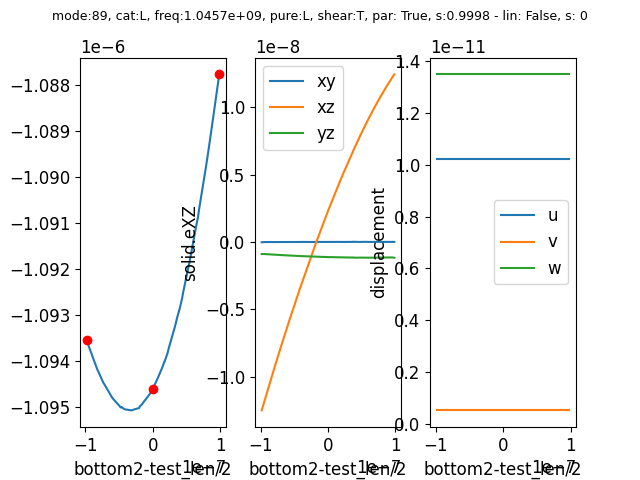 mode:89, cat:L, freq:1.0457e+09, pure:L, shear:T, par: True, s:0.9998 - lin: False, s: 0
1e−6
−1.088
−1.089
−1.090
−1.091
−1.092
−1.093
−1.094
−1.095
−1
0
1
1e−7
bottom2-test_len/2
1e−8
solid.eXZ
xy
xz
yz
1.0
0.5
0.0
−0.5
−1.0
−1
0
1
1e−7
bottom2-test_len/2
1e−11
displacement
1.4
1.2
1.0
0.8
0.6
0.4
0.2
0.0
u
v
w
−1
0
1
1e−7
bottom2-test_len/2